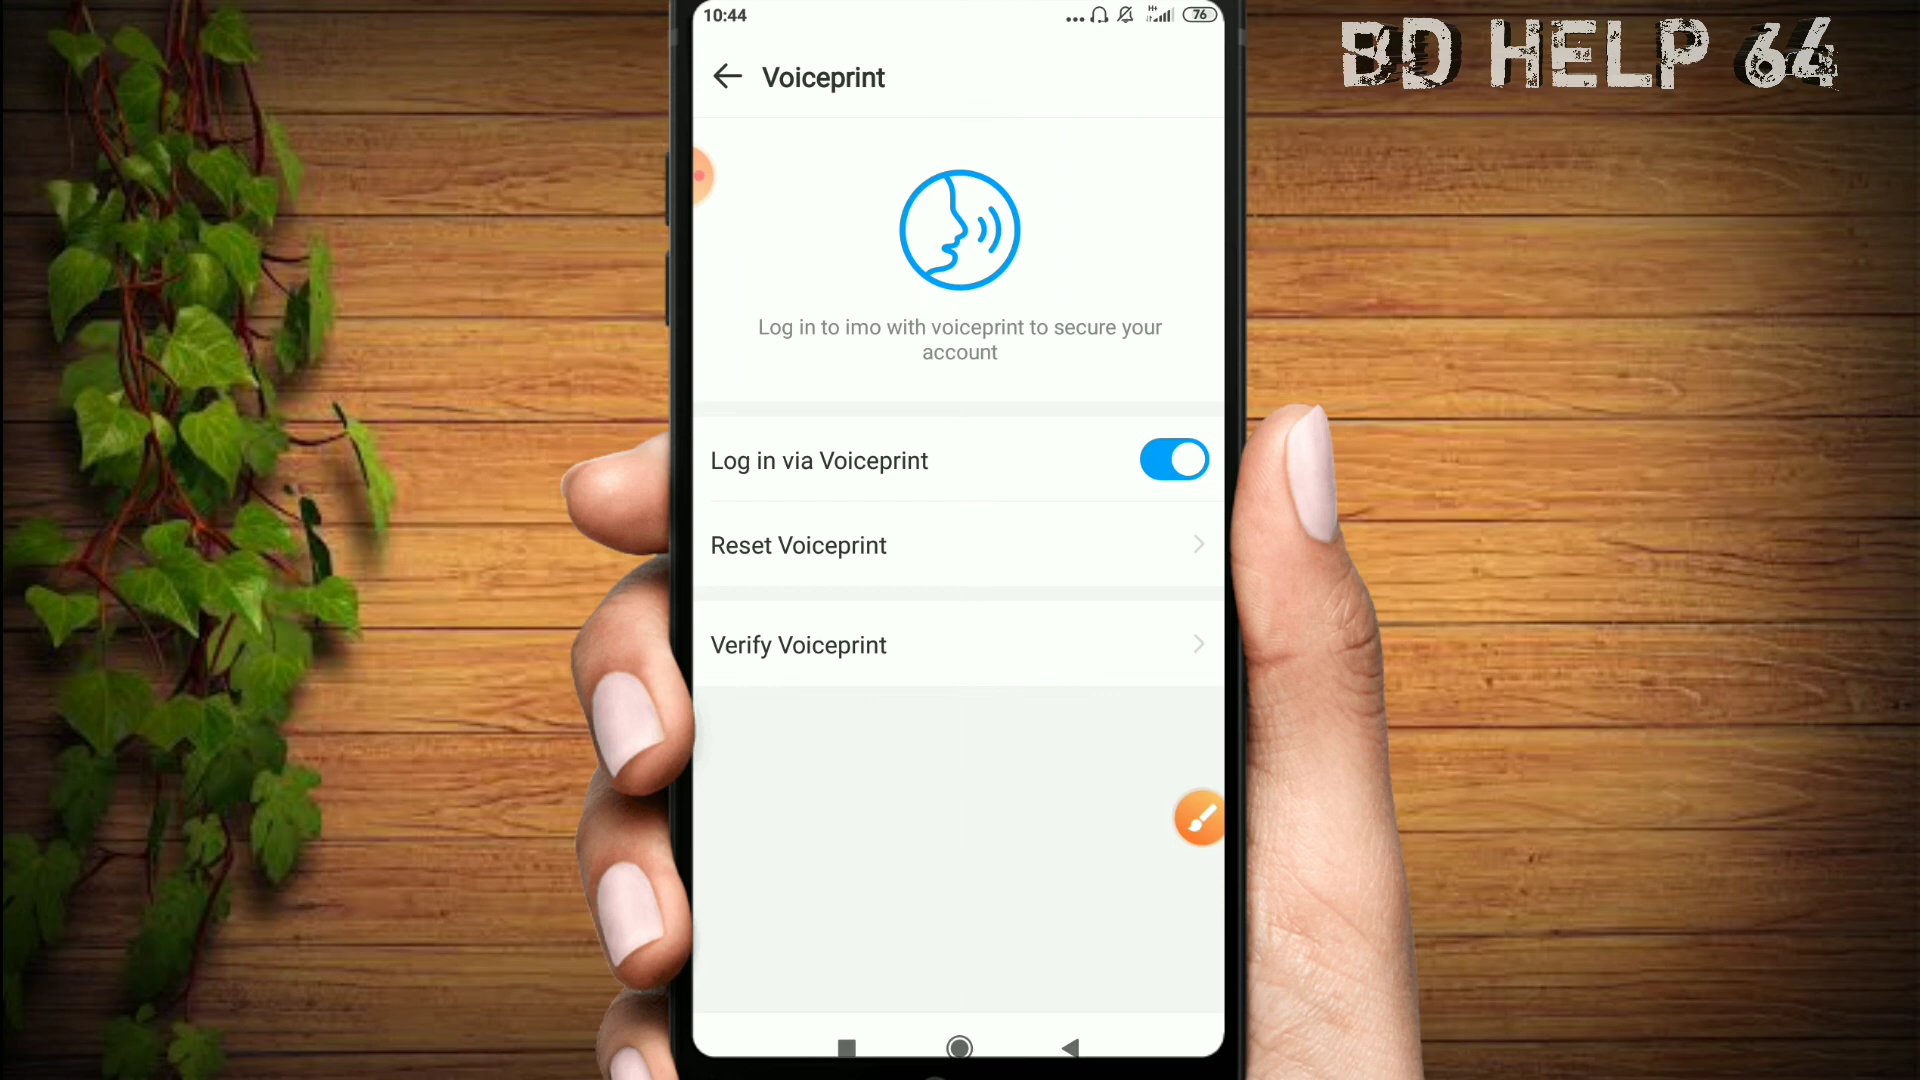 10:44
H+
76
BD HELP 64
Voiceprint
Log in to imo with voiceprint to secure your
account
Log in via Voiceprint
Reset Voiceprint
Verify Voiceprint